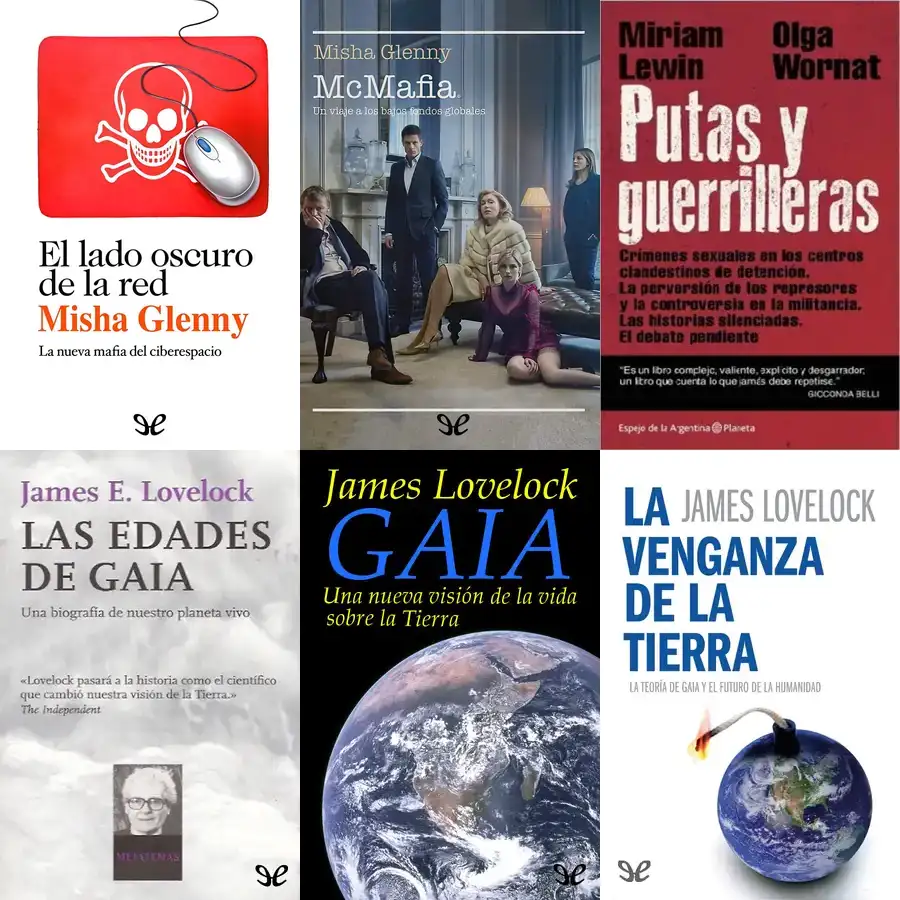 El lado oscuro
de la red
Misha Glenny
La nueva mafia del ciberespacio
Misha Glenny
McMafia
Un viaje a los bajos fondos globales
Miriam Lewin
Olga Wornat
Putas y
guerrilleras
Crímenes sexuales en los centros
clandestinos de detención.
La perversión de los represores
y la controversia en la militancia.
Las historias silenciadas.
El debate pendiente
"Es un libro complejo, valiente, explícito y desgarrador;
un libro que cuenta lo que jamás debe repetirse."
GIOCONDA BELLI
Espejo de la Argentina Planeta
James E. Lovelock
LAS EDADES
DE GAIA
Una biografía de nuestro planeta vivo
«Lovelock pasará a la historia como el científico
que cambió nuestra visión de la Tierra.»
The Independent
METATEMAS
James Lovelock
GAIA
Una nueva visión de la vida
sobre la Tierra
LA JAMES LOVELOCK
VENGANZA
DE LA
TIERRA
LA TEORÍA DE GAIA Y EL FUTURO DE LA HUMANIDAD